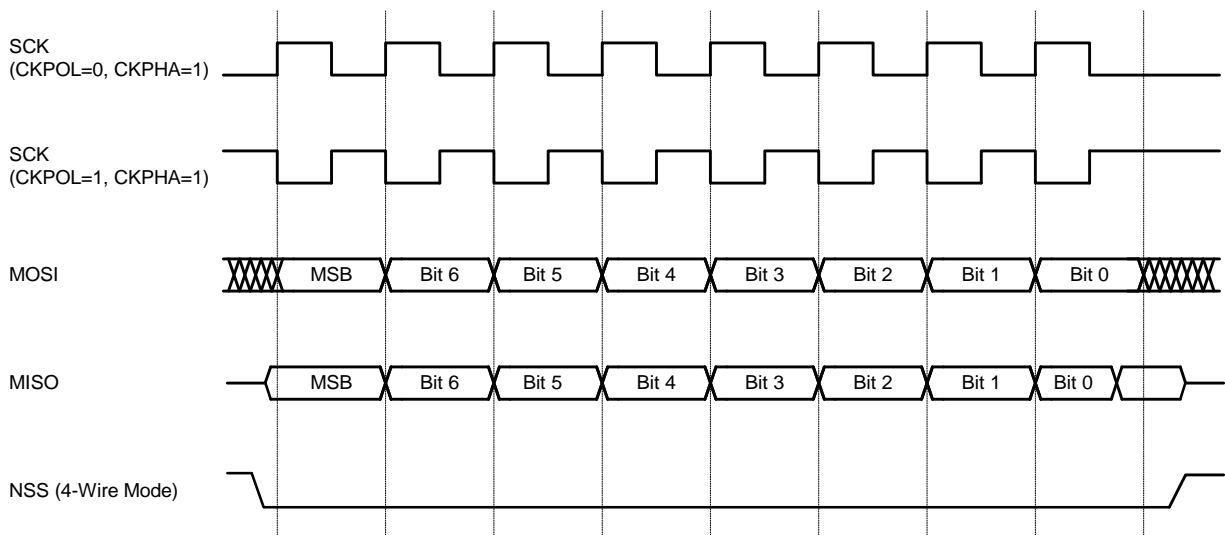 SCK
(CKPOL=0, CKPHA=1)
SCK
(CKPOL=1, CKPHA=1)
MOSI MSB Bit 6 Bit 5 Bit 4 Bit 3 Bit 2 Bit 1 Bit 0
MISO MSB Bit 6 Bit 5 Bit 4 Bit 3 Bit 2 Bit 1 Bit 0
NSS (4-Wire Mode)